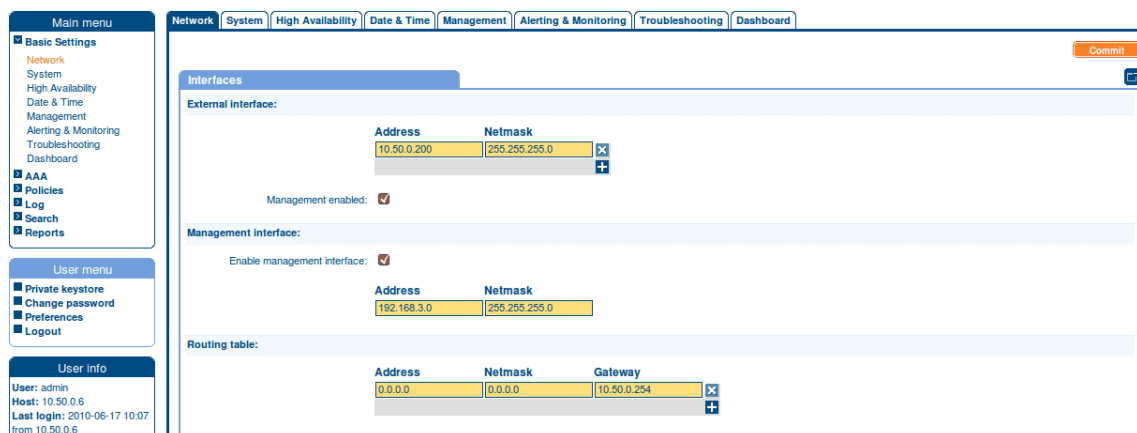 Main menu
Basic Settings
Network
System
High Availability
Date & Time
Management
Alerting & Monitoring
Troubleshooting
Dashboard
AAA
Policies
Log
Search
Reports
User menu
Private keystore
Change password
Preferences
Logout
User info
User: admin
Host: 10.50.0.6
Last login: 2010-06-17 10:07
from 10.50.0.6
Network System High Availability Date & Time Management Alerting & Monitoring Troubleshooting Dashboard
Commit
Interfaces
External interface:
Address Netmask
10.50.0.200 255.255.255.0
Management enabled:
Management interface:
Enable management interface:
Address Netmask
192.168.3.0 255.255.255.0
Routing table:
Address Netmask Gateway
0.0.0.0 0.0.0.0 10.50.0.254